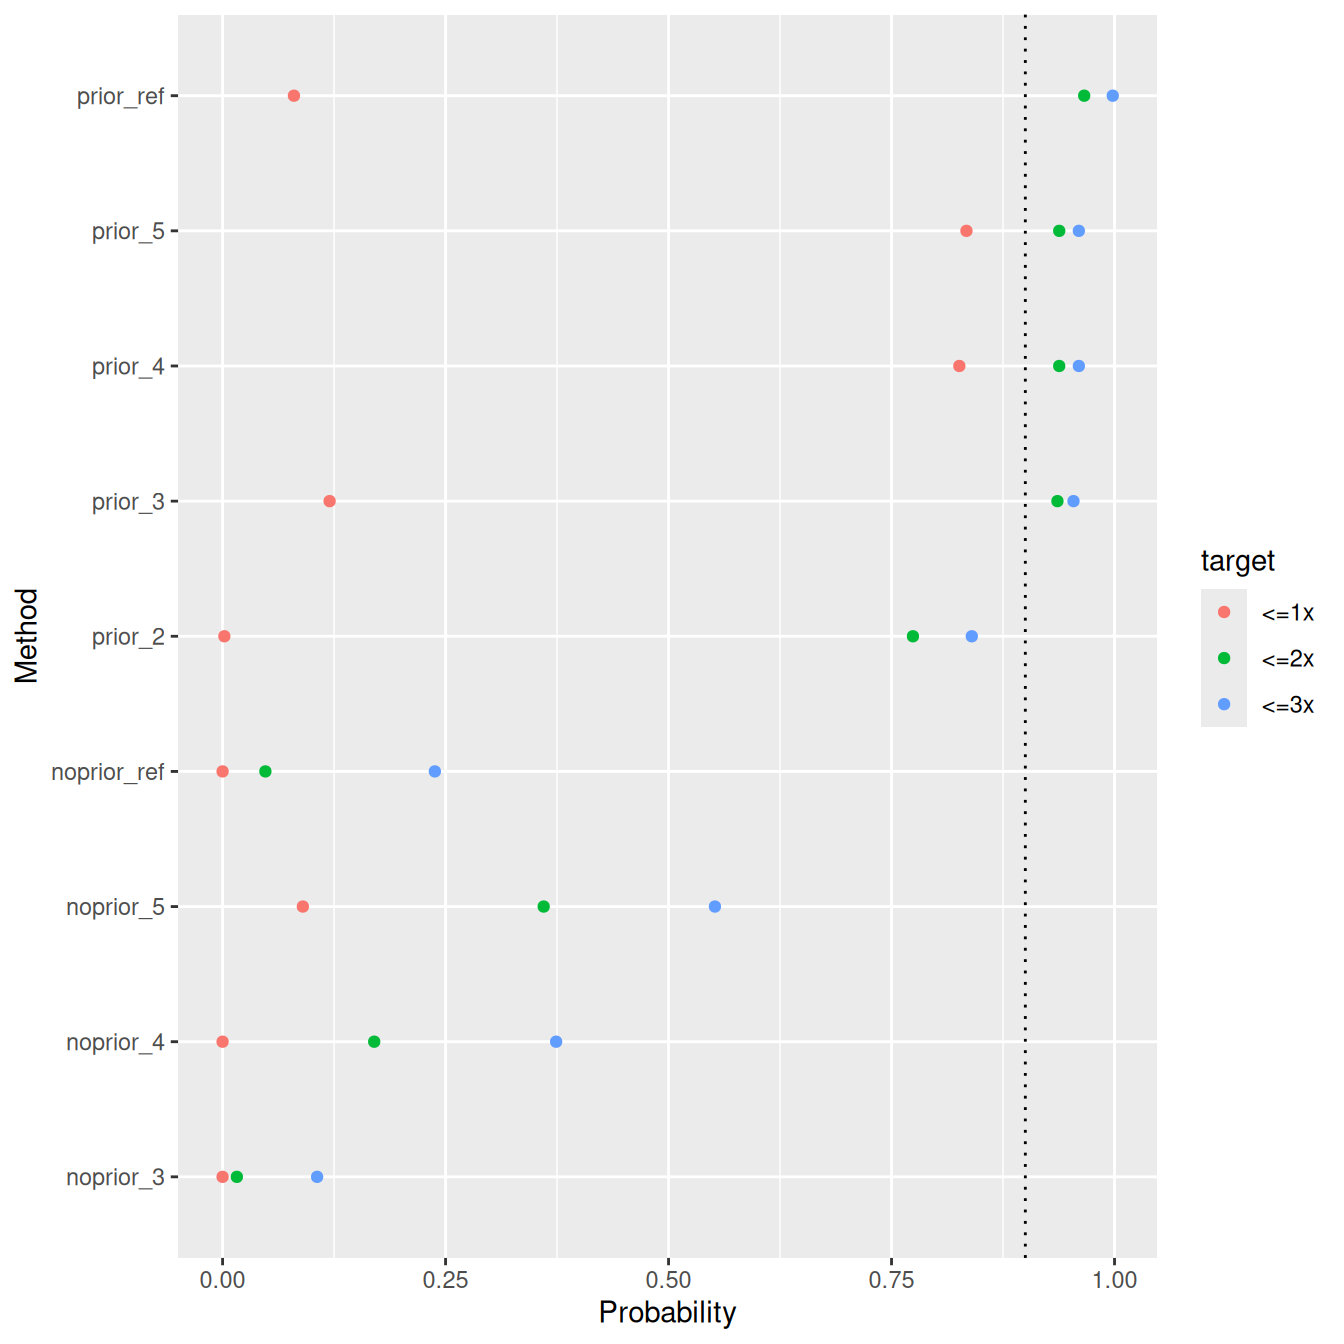 prior_ref
prior_5
prior_4
prior_3
prior_2
noprior_ref
noprior_5
noprior_4
noprior_3
Method
0.00 0.25 0.50 0.75 1.00
Probability
target
<=1x
<=2x
<=3x